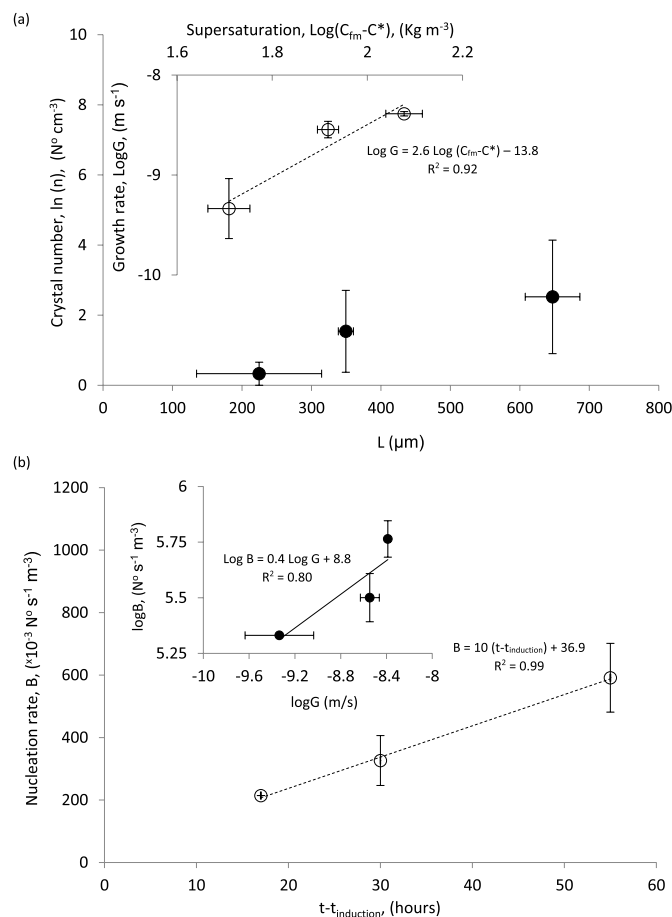 (a)
Supersaturation, Log(Cfm-C*), (Kg m-3)
1.6 1.8 2 2.2
Crystal number, ln (n), (No cm-3)
10
8
6
4
2
0
Growth rate, LogG, (m s-1)
-8
-9
-10
Log G = 2.6 Log (Cfm-C*) – 13.8
R2 = 0.92
0 100 200 300 400 500 600 700 800
L (µm)
(b)
Nucleation rate, B, (×10-3 No s-1 m-3)
1200
1000
800
600
400
200
0
logB, (No s-1 m-3)
6
5.75
5.5
5.25
Log B = 0.4 Log G + 8.8
R2 = 0.80
-10 -9.6 -9.2 -8.8 -8.4 -8
logG (m/s)
B = 10 (t-tinduction) + 36.9
R2 = 0.99
0 10 20 30 40 50 60
t-tinduction, (hours)